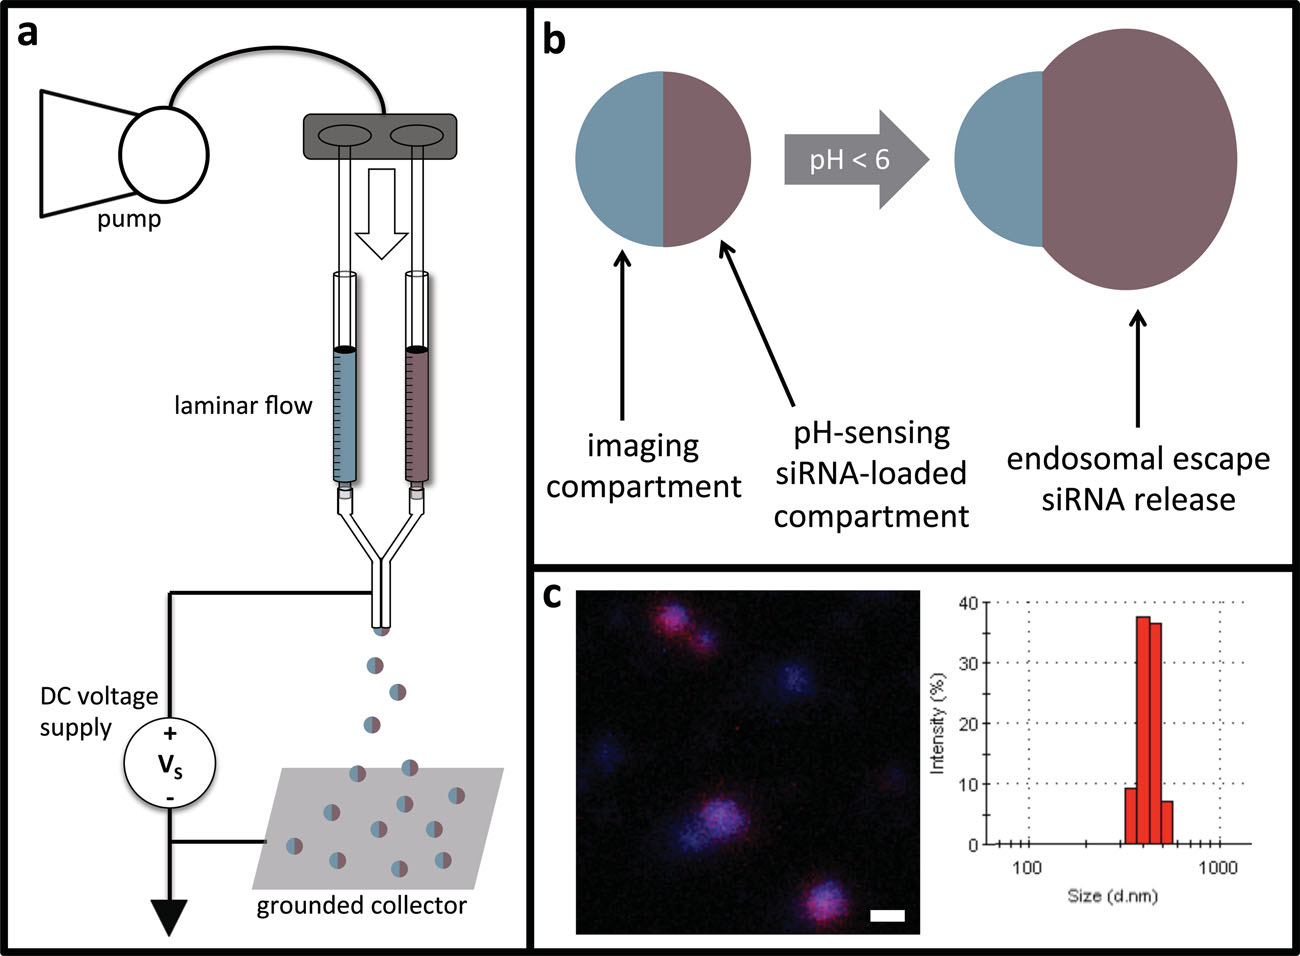 a
pump
laminar flow
DC voltage
supply
+
Vs
-
grounded collector
b
pH < 6
imaging
compartment
pH-sensing
siRNA-loaded
compartment
endosomal escape
siRNA release
c
40
30
20
10
0
Intensity (%)
100 1000
Size (d.nm)